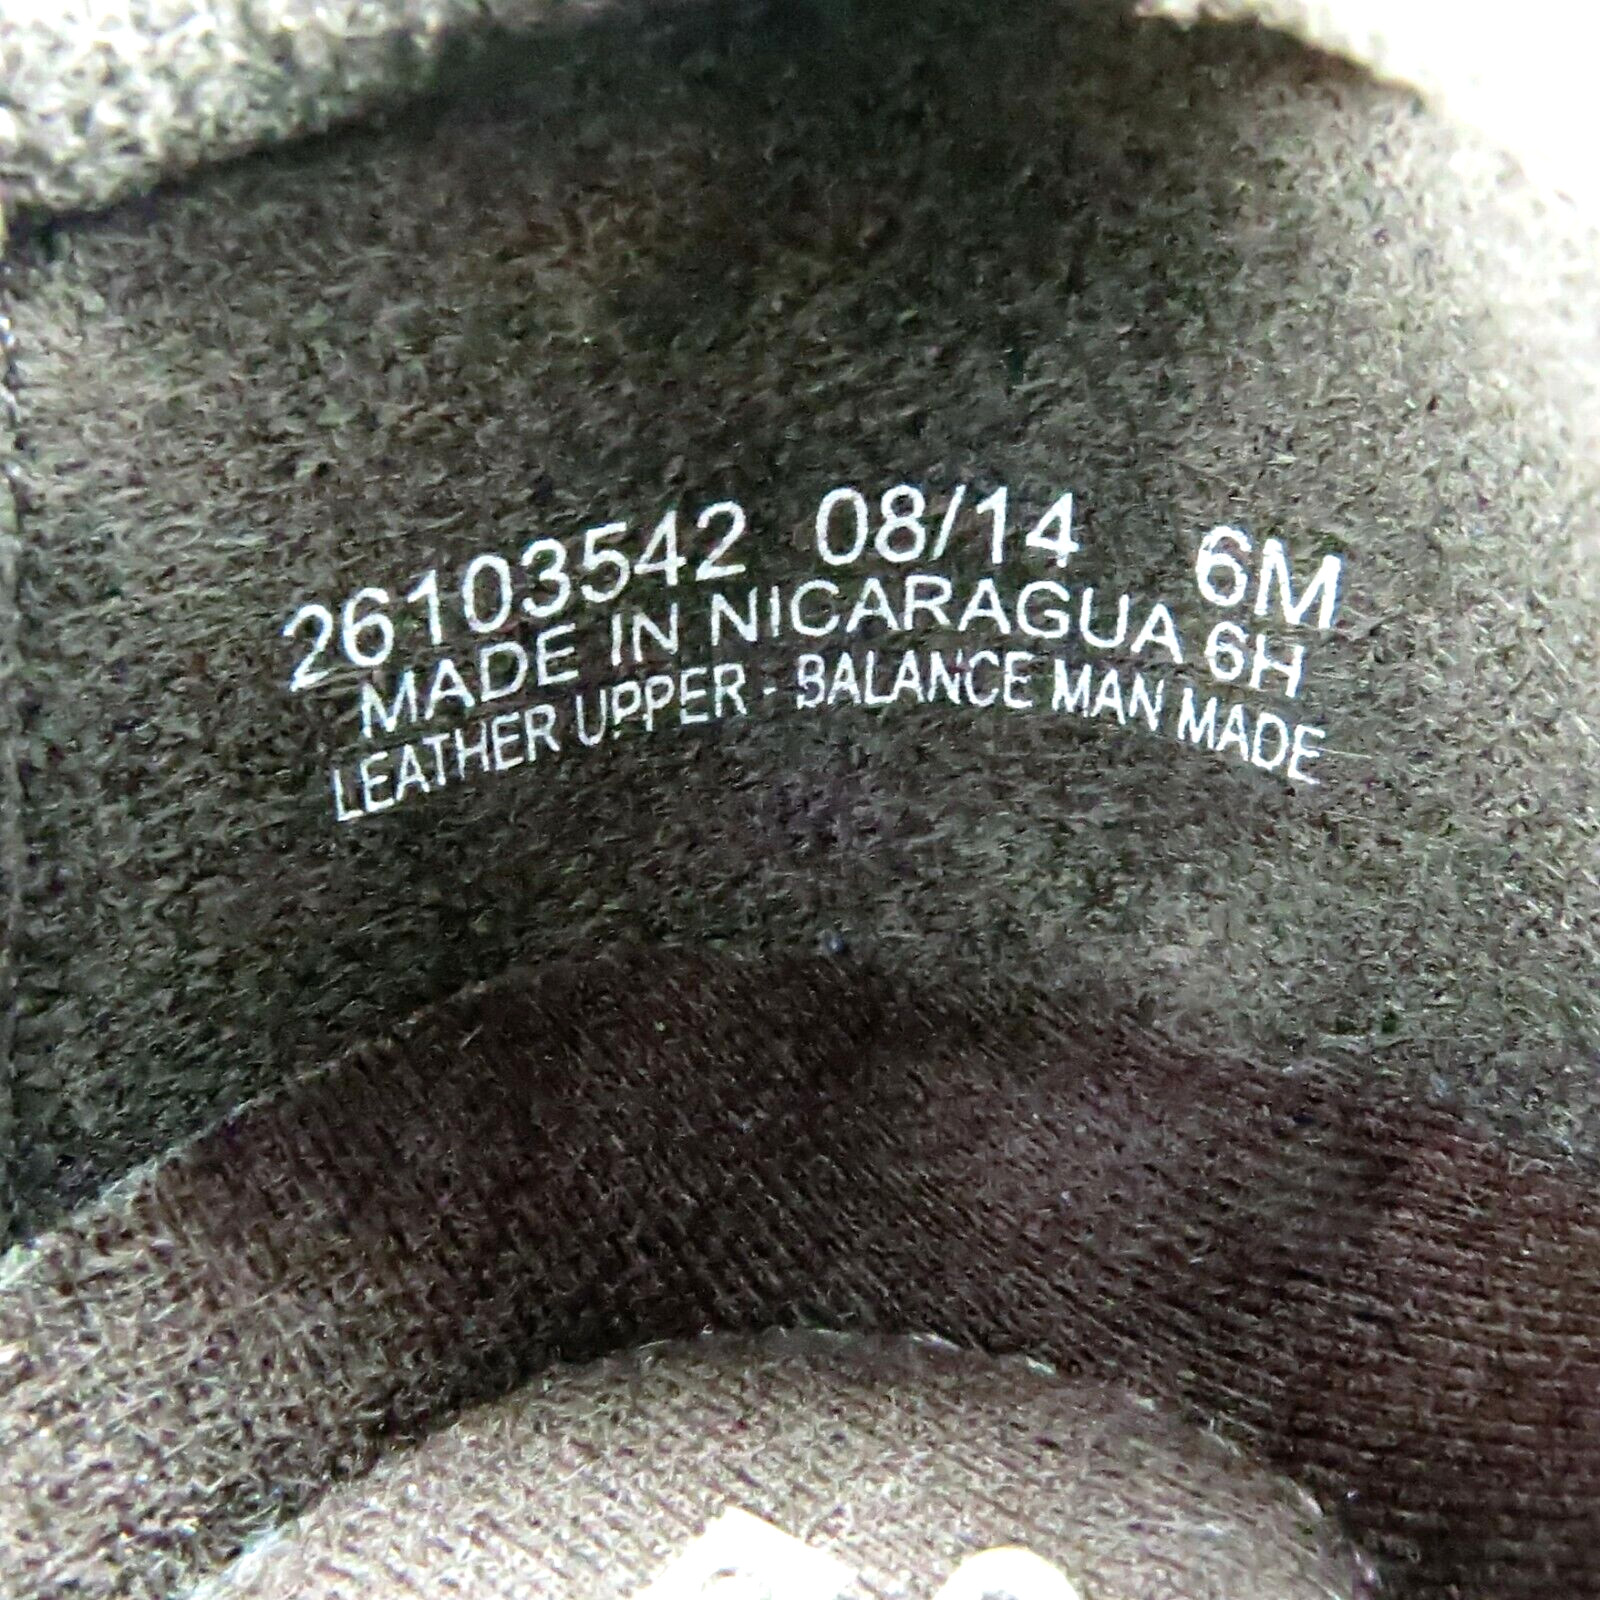 26103542 08/14 6M
MADE IN NICARAGUA 6H
LEATHER UPPER - BALANCE MAN MADE